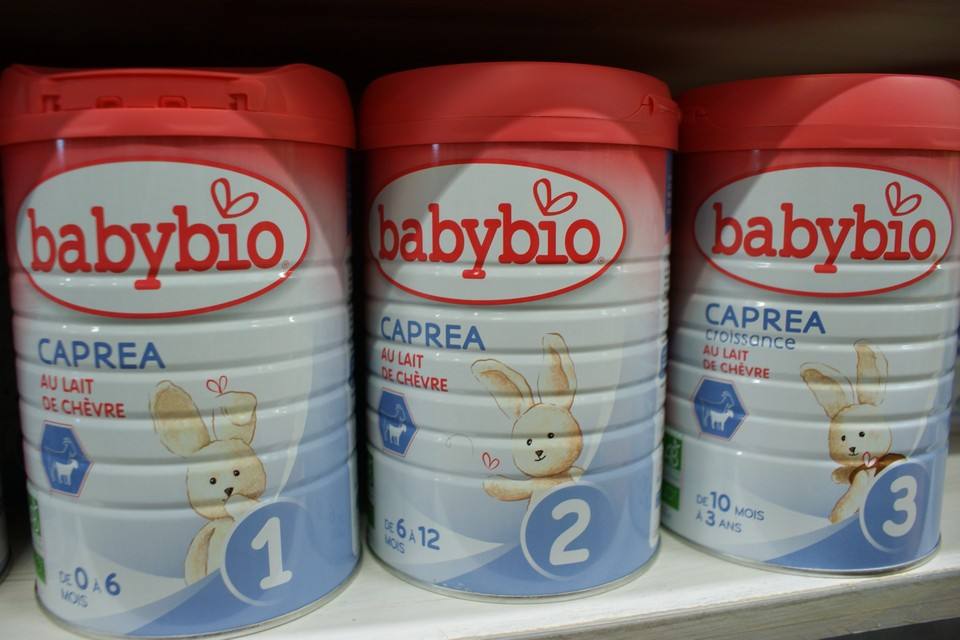 babybio
CAPREA
AU LAIT
DE CHÈVRE
1
DE 0 À 6
MOIS
babybio
CAPREA
AU LAIT
DE CHÈVRE
2
DE 6 À 12
MOIS
babybio
CAPREA
croissance
AU LAIT
DE CHÈVRE
3
DE 10 MOIS
À 3 ANS